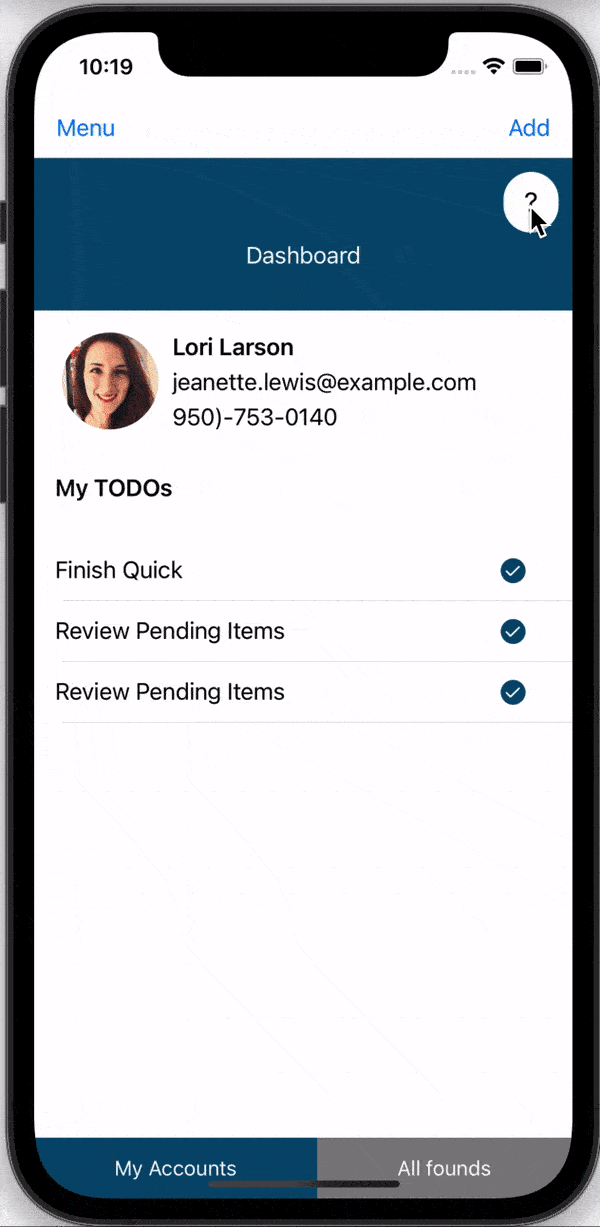 10:19
Menu Add
?
Dashboard
Lori Larson
jeanette.lewis@example.com
950)-753-0140
My TODOs
Finish Quick
Review Pending Items
Review Pending Items
My Accounts All founds